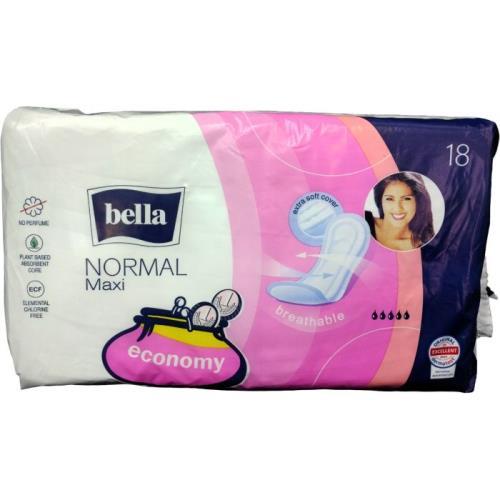 18
extra soft cover
NO PERFUME
bella
PLANT BASED
ABSORBENT
CORE
NORMAL
Maxi
ECF
ELEMENTAL
CHLORINE
FREE
breathable
economy
ORIGINAL
EXCELLENT